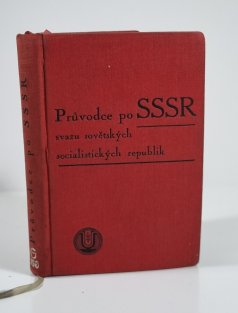 Průvodce po SSSR
svazu sovětských
socialistických republik
Průvodce po SSSR